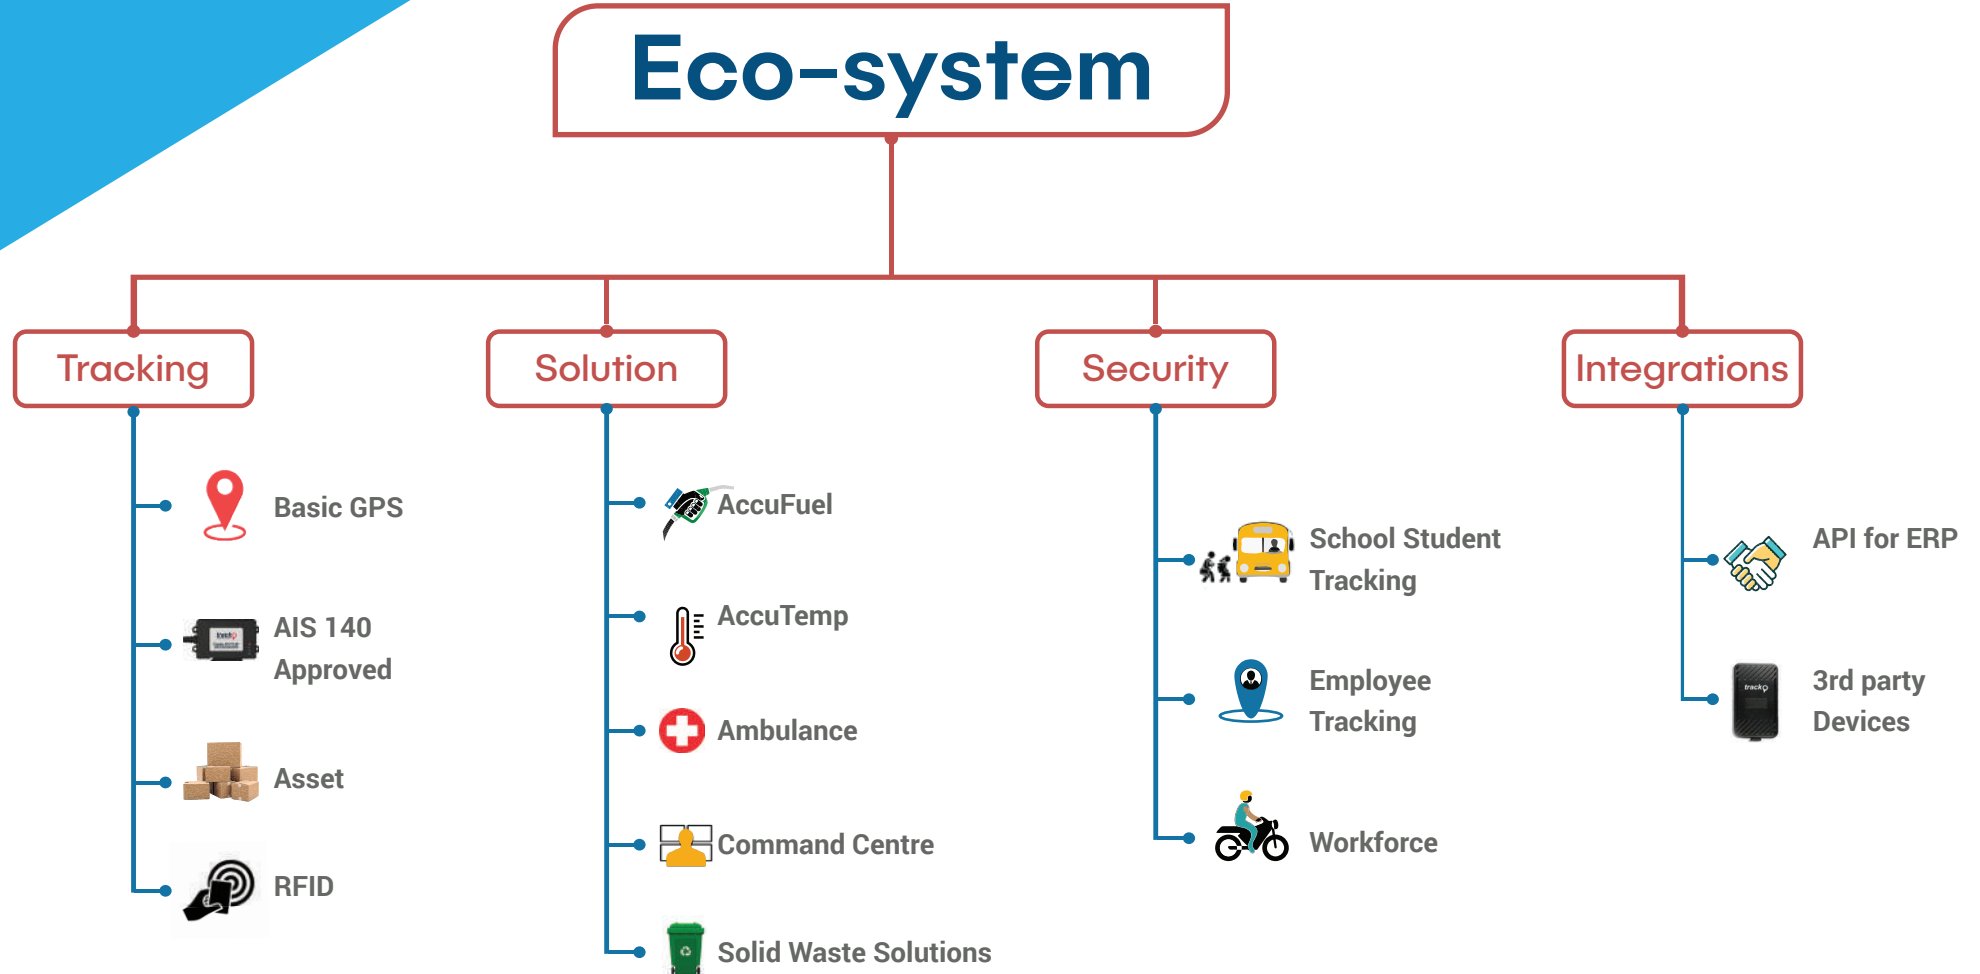 Eco-system
Tracking
Solution
Security
Integrations
Basic GPS
AIS 140
Approved
Asset
RFID
AccuFuel
AccuTemp
Ambulance
Command Centre
Solid Waste Solutions
School Student
Tracking
Employee
Tracking
Workforce
API for ERP
track
3rd party
Devices